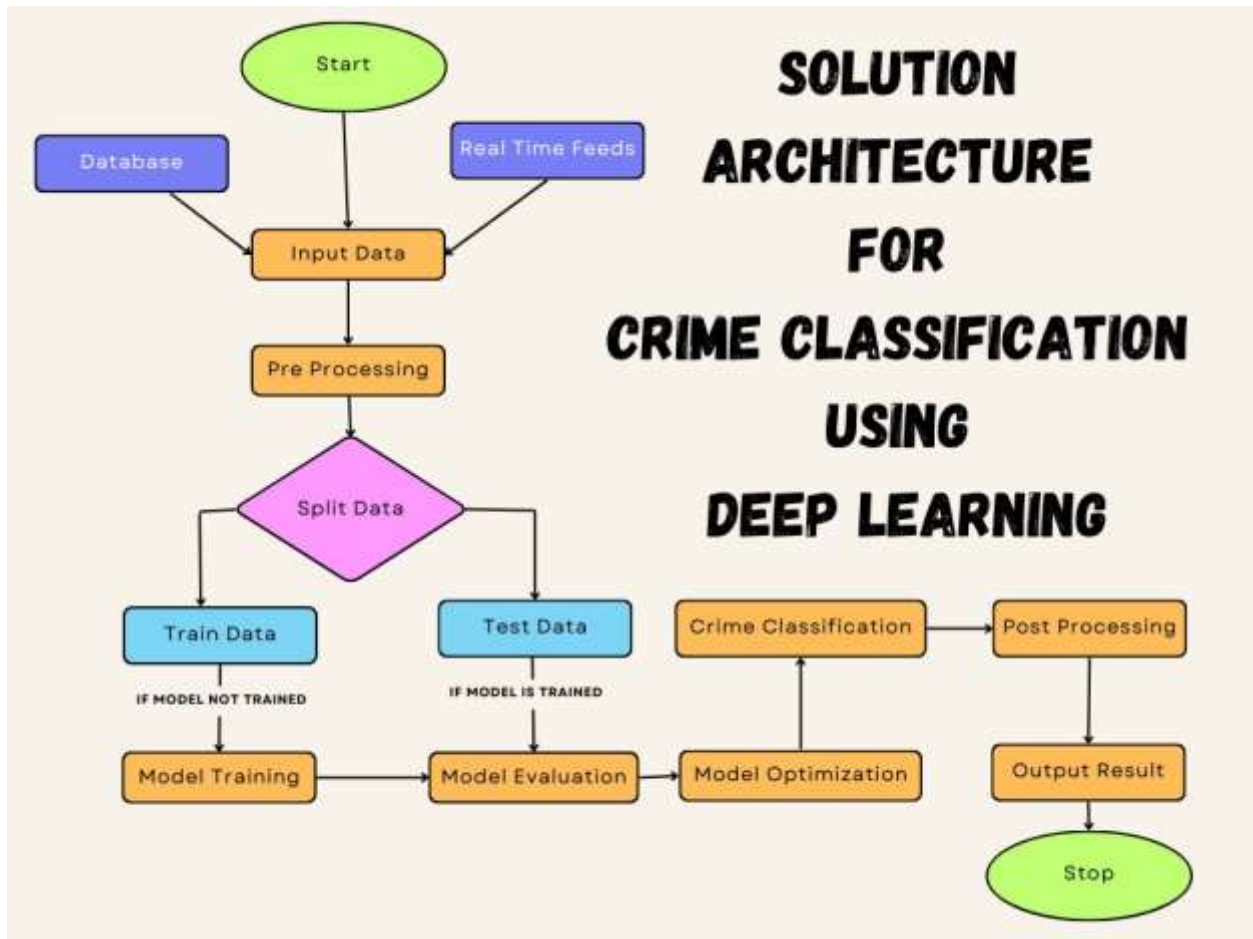 SOLUTION
ARCHITECTURE
FOR
CRIME CLASSIFICATION
USING
DEEP LEARNING
Start
Database
Real Time Feeds
Input Data
Pre Processing
Split Data
Train Data
Test Data
IF MODEL NOT TRAINED
IF MODEL IS TRAINED
Model Training
Model Evaluation
Model Optimization
Crime Classification
Post Processing
Output Result
Stop